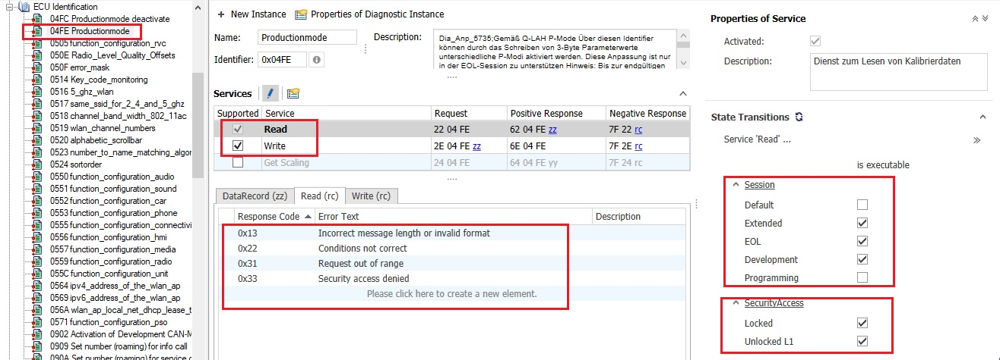 ECU Identification
04FC Productionmode deactivate
04FE Productionmode
0505 function_configuration_rvc
050E Radio_Level_Quality_Offsets
050F error_mask
0514 Key_code_monitoring
0516 5_ghz_wlan
0517 same_ssid_for_2_4_and_5_ghz
0518 channel_band_width_802_11ac
0519 wlan_channel_numbers
0520 alphabetic_scrollbar
0523 number_to_name_matching_algor
0524 sortorder
0550 function_configuration_audio
0551 function_configuration_sound
0552 function_configuration_car
0553 function_configuration_phone
0555 function_configuration_connectivi
0556 function_configuration_hmi
0557 function_configuration_media
0559 function_configuration_radio
055C function_configuration_unit
0564 ipv4_address_of_the_wlan_ap
0569 ipv6_address_of_the_wlan_ap
056A wlan_ap_local_net_dhcp_lease_t
0571 function_configuration_pso
0902 Activation of Development CAN-M
0909 Set number (roaming) for info call
090A Set number (roaming) for service c
New Instance
Properties of Diagnostic Instance
Name:
Productionmode
Description:
Dia_Anp_5735;Gemäß Q-LAH P-Mode Über diesen Identifier
können durch das Schreiben von 3-Byte Parameterwerte
unterschiedliche P-Modi aktiviert werden. Diese Anpassung ist nur
in der EOL-Session zu unterstützen Hinweis: Bis zur endgültigen
Identifier:
0x04FE
Services
Supported Service Request Positive Response Negative Response
Read 22 04 FE 62 04 FE zz 7F 22 rc
Write 2E 04 FE zz 6E 04 FE 7F 2E rc
Get Scaling 24 04 FE 64 04 FE yy 7F 24 rc
DataRecord (zz) Read (rc) Write (rc)
Response Code Error Text Description
0x13 Incorrect message length or invalid format
0x22 Conditions not correct
0x31 Request out of range
0x33 Security access denied
Please click here to create a new element.
Properties of Service
Activated:
Description:
Dienst zum Lesen von Kalibrierdaten
State Transitions
Service 'Read' ...
is executable
Session
Default
Extended
EOL
Development
Programming
SecurityAccess
Locked
Unlocked L1